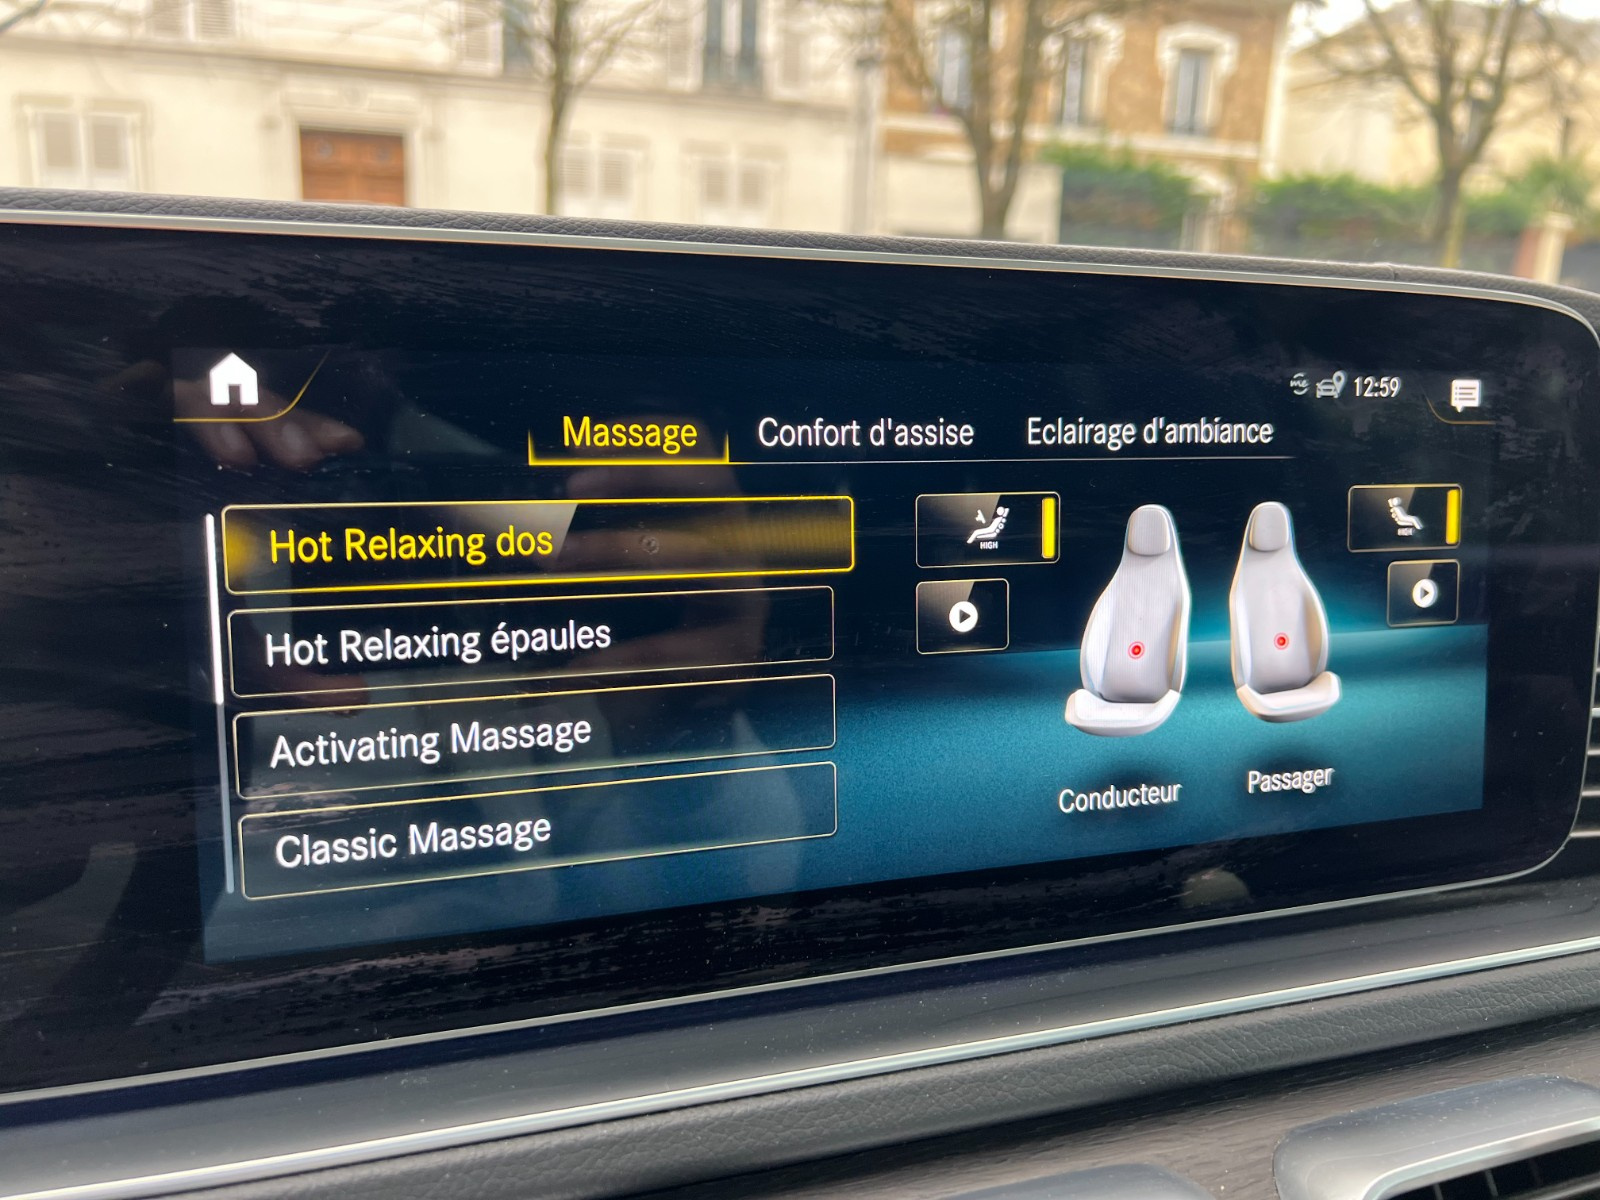 me 12:59
Massage Confort d'assise Eclairage d'ambiance
Hot Relaxing dos
HIGH
HIGH
Hot Relaxing épaules
Activating Massage
Classic Massage
Conducteur
Passager